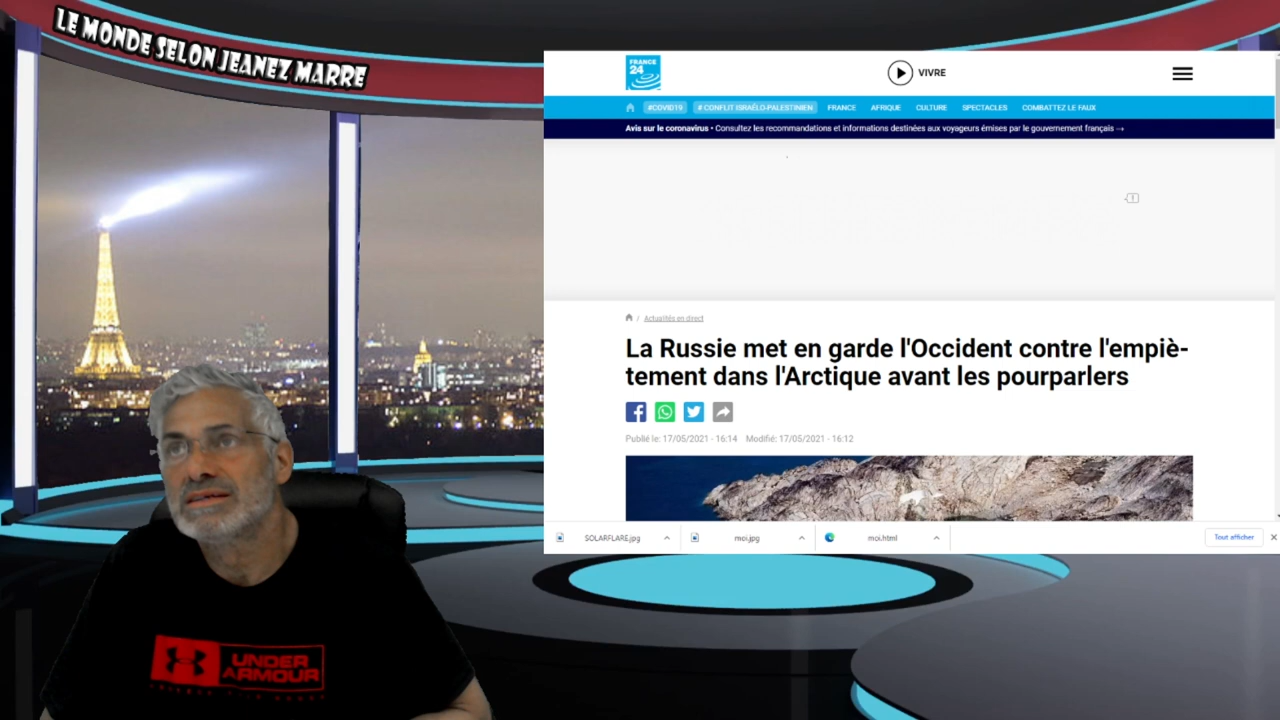 LE MONDE SELON JEANEZ MARRE
FRANCE
24
VIVRE
#COVID19 # CONFLIT ISRAÉLO-PALESTINIEN FRANCE AFRIQUE CULTURE SPECTACLES COMBATTEZ LE FAUX
Avis sur le coronavirus • Consultez les recommandations et informations destinées aux voyageurs émises par le gouvernement français →
/ Actualités en direct
La Russie met en garde l'Occident contre l'empiè-
tement dans l'Arctique avant les pourparlers
Publié le: 17/05/2021 - 16:14 Modifié: 17/05/2021 - 16:12
SOLARFLARE.jpg moi.jpg moi.html Tout afficher
UNDER
ARMOUR